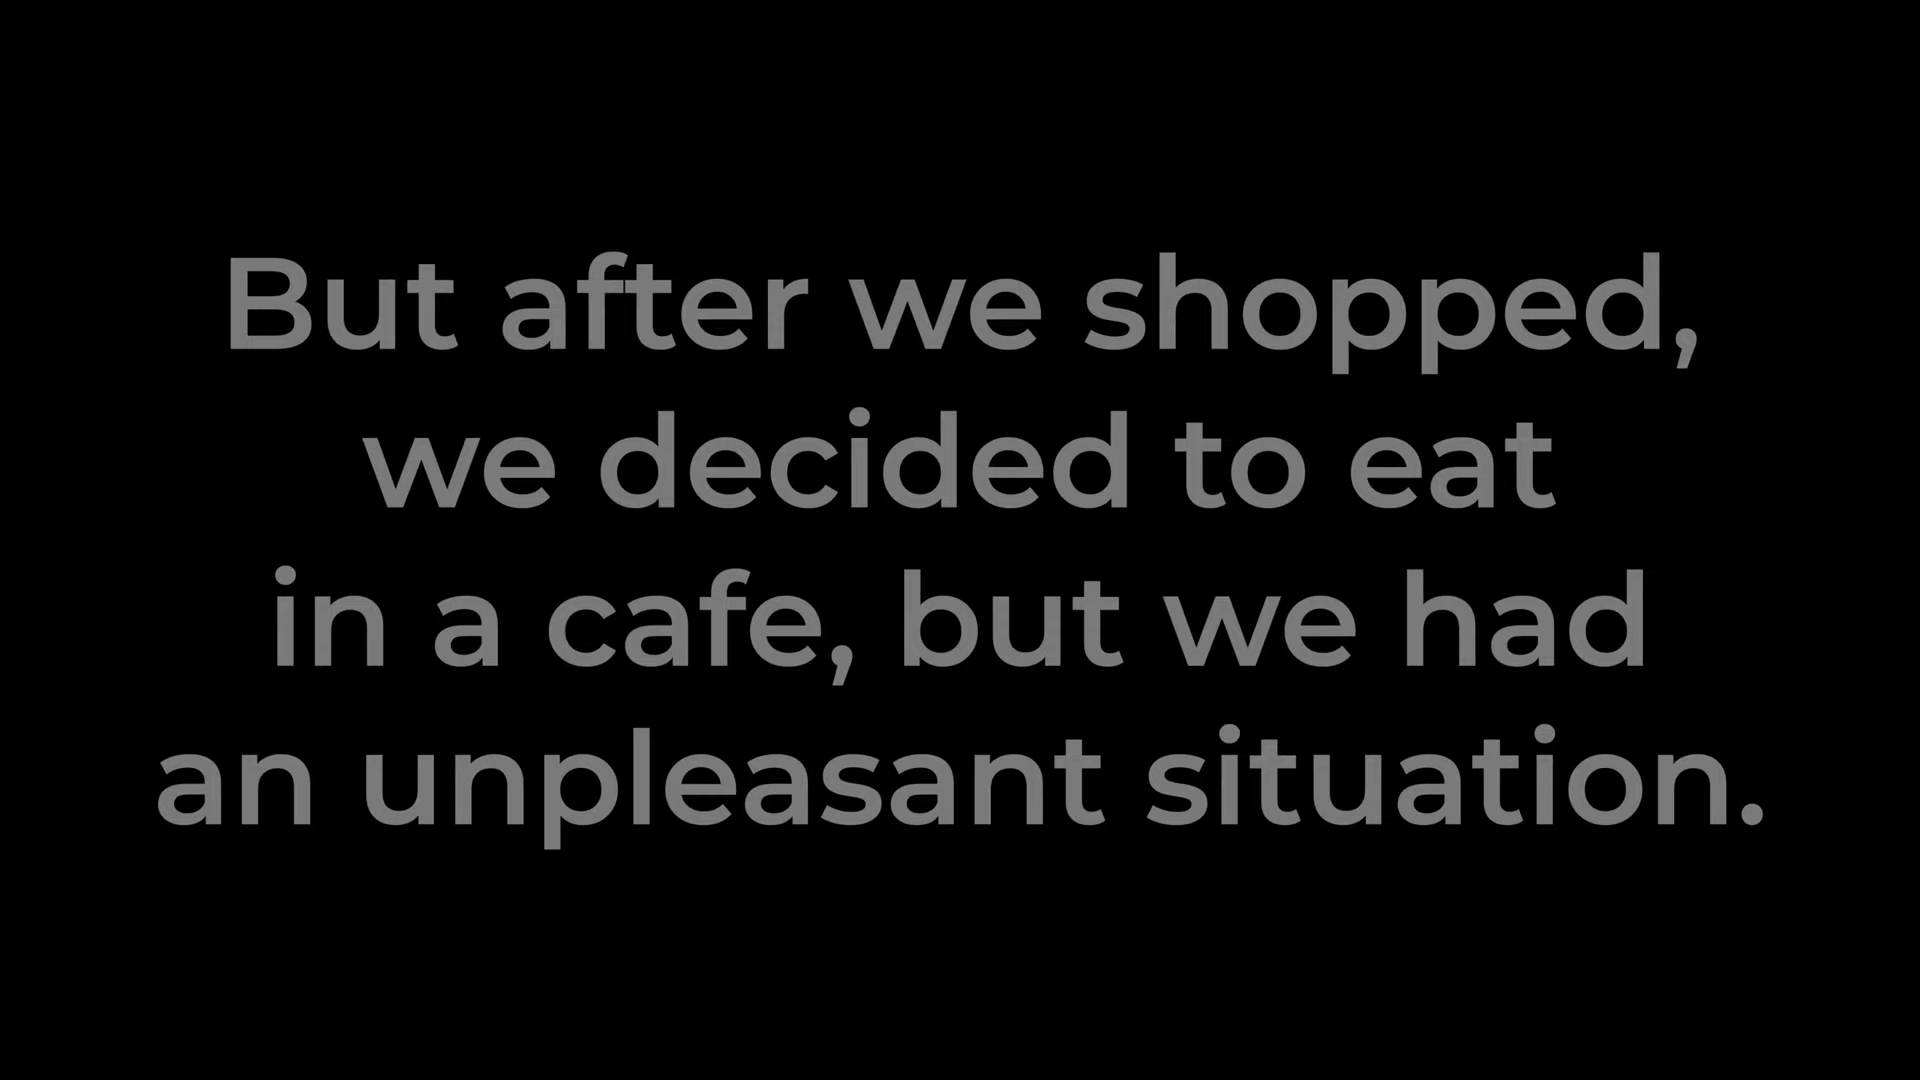 But after we shopped,
we decided to eat
in a cafe, but we had
an unpleasant situation.